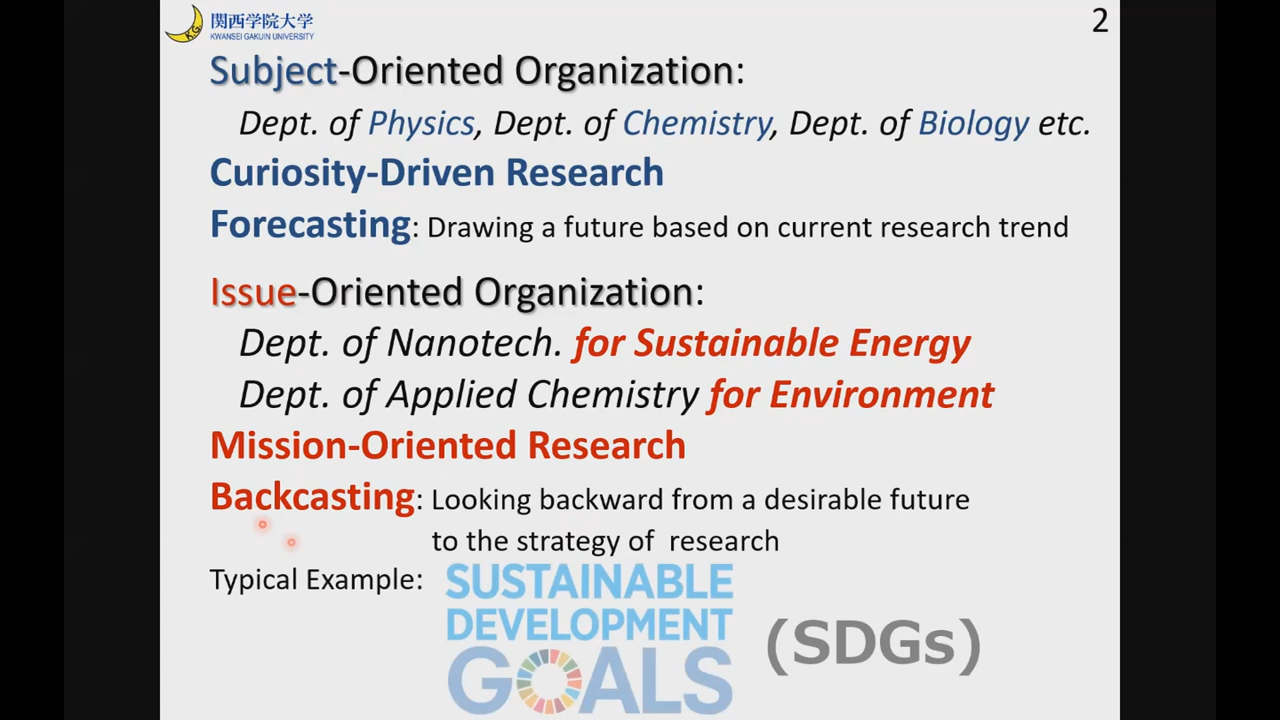 関西学院大学
KWANSEI GAKUIN UNIVERSITY
2
Subject-Oriented Organization:
Dept. of Physics, Dept. of Chemistry, Dept. of Biology etc.
Curiosity-Driven Research
Forecasting: Drawing a future based on current research trend
Issue-Oriented Organization:
Dept. of Nanotech. for Sustainable Energy
Dept. of Applied Chemistry for Environment
Mission-Oriented Research
Backcasting: Looking backward from a desirable future
to the strategy of research
Typical Example:
SUSTAINABLE
DEVELOPMENT
GOALS
(SDGs)